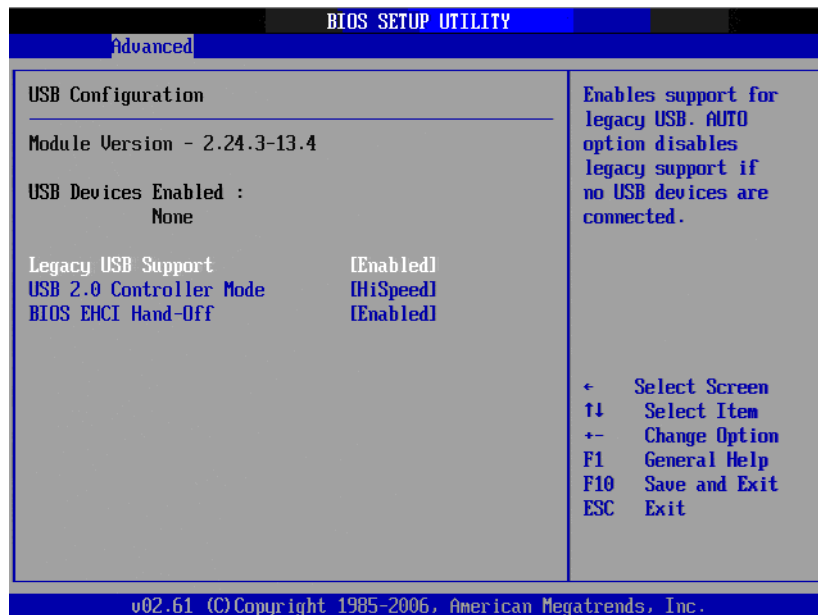 BIOS SETUP UTILITY
Advanced
USB Configuration
Module Version - 2.24.3-13.4
USB Devices Enabled :
None
Legacy USB Support [Enabled]
USB 2.0 Controller Mode [HiSpeed]
BIOS EHCI Hand-Off [Enabled]
Enables support for
legacy USB. AUTO
option disables
legacy support if
no USB devices are
connected.
← Select Screen
↑↓ Select Item
+- Change Option
F1 General Help
F10 Save and Exit
ESC Exit
v02.61 (C)Copyright 1985-2006, American Megatrends, Inc.